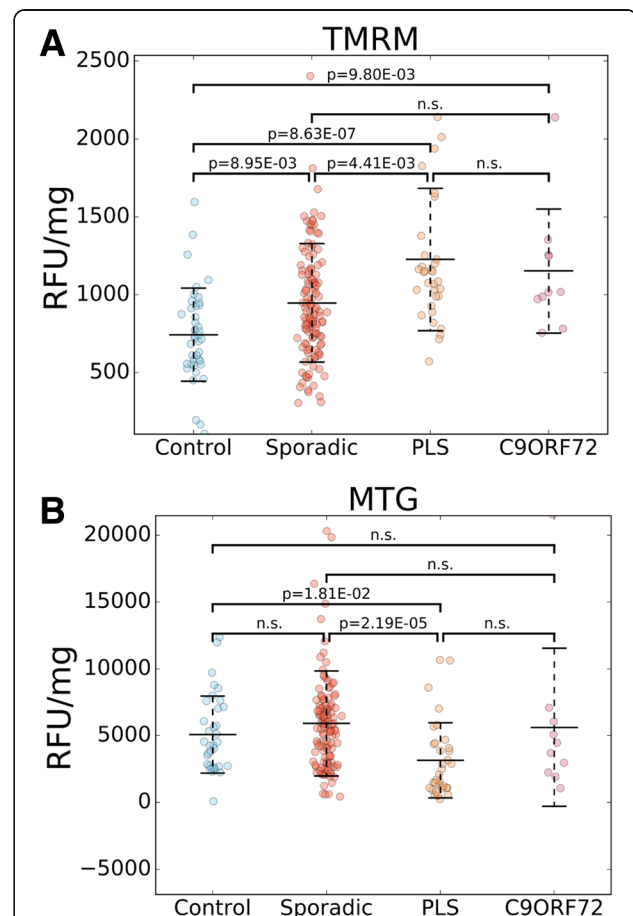 A
TMRM
RFU/mg
2500
2000
1500
1000
500
p=9.80E-03
n.s.
p=8.63E-07
p=8.95E-03 p=4.41E-03 n.s.
Control Sporadic PLS C9ORF72
B
MTG
RFU/mg
20000
15000
10000
5000
0
−5000
n.s.
n.s.
p=1.81E-02
n.s. p=2.19E-05 n.s.
Control Sporadic PLS C9ORF72